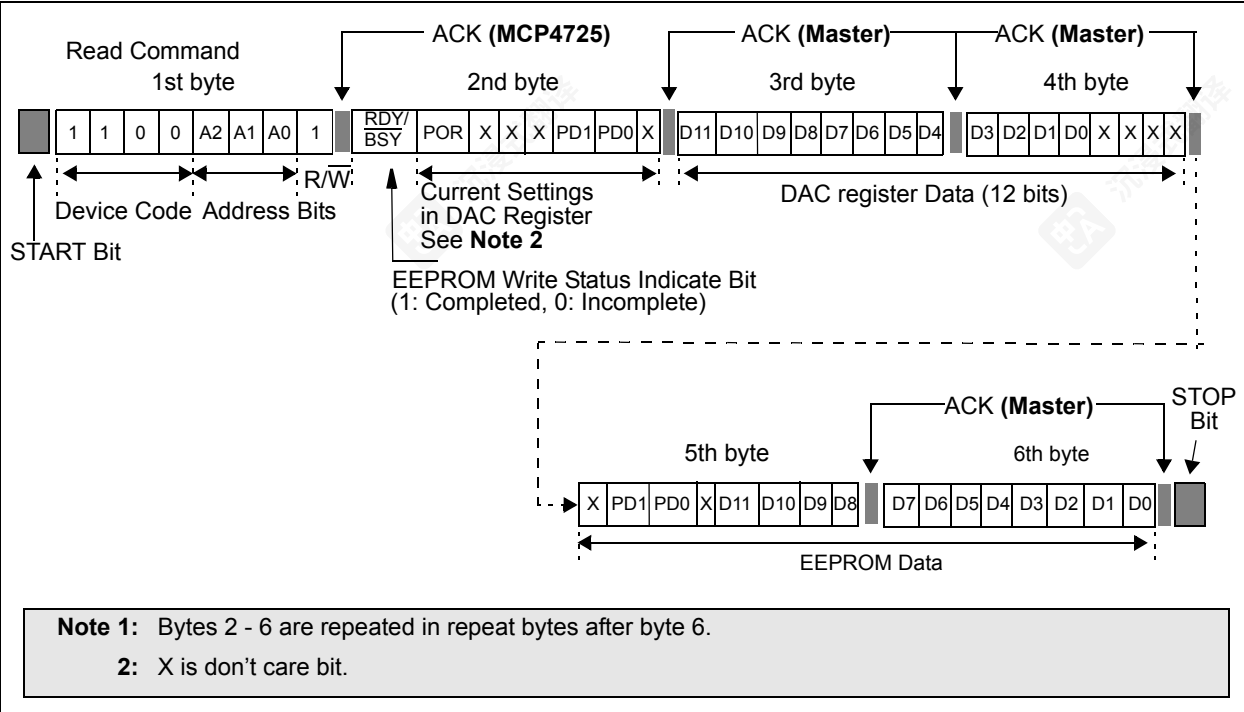 Read Command
ACK (MCP4725)
ACK (Master)
ACK (Master)
1st byte
2nd byte
3rd byte
4th byte
1 1 0 0 A2 A1 A0 1
RDY/BSY POR X X X PD1 PD0 X
D11 D10 D9 D8 D7 D6 D5 D4
D3 D2 D1 D0 X X X X
R/W
Device Code
Address Bits
START Bit
Current Settings
in DAC Register
See Note 2
DAC register Data (12 bits)
EEPROM Write Status Indicate Bit
(1: Completed, 0: Incomplete)
ACK (Master)
STOP
Bit
5th byte
6th byte
X PD1 PD0 X D11 D10 D9 D8
D7 D6 D5 D4 D3 D2 D1 D0
EEPROM Data
Note 1: Bytes 2 - 6 are repeated in repeat bytes after byte 6.
2: X is don’t care bit.